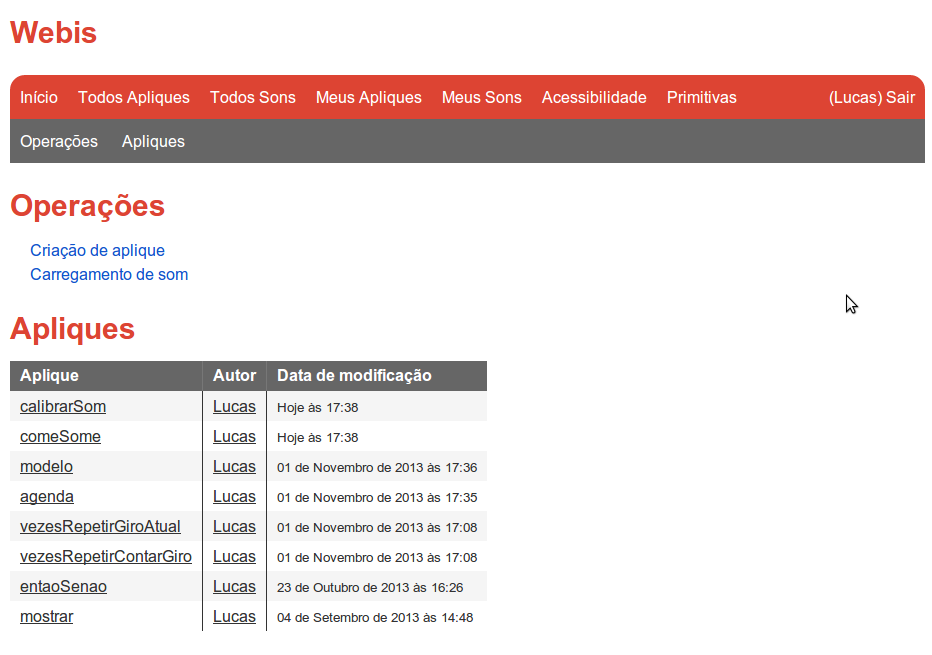 Webis
Início Todos Apliques Todos Sons Meus Apliques Meus Sons Acessibilidade Primitivas (Lucas) Sair
Operações Apliques
Operações
Criação de aplique
Carregamento de som
Apliques
Aplique Autor Data de modificação
calibrarSom Lucas Hoje às 17:38
comeSome Lucas Hoje às 17:38
modelo Lucas 01 de Novembro de 2013 às 17:36
agenda Lucas 01 de Novembro de 2013 às 17:35
vezesRepetirGiroAtual Lucas 01 de Novembro de 2013 às 17:08
vezesRepetirContarGiro Lucas 01 de Novembro de 2013 às 17:08
entaoSenao Lucas 23 de Outubro de 2013 às 16:26
mostrar Lucas 04 de Setembro de 2013 às 14:48